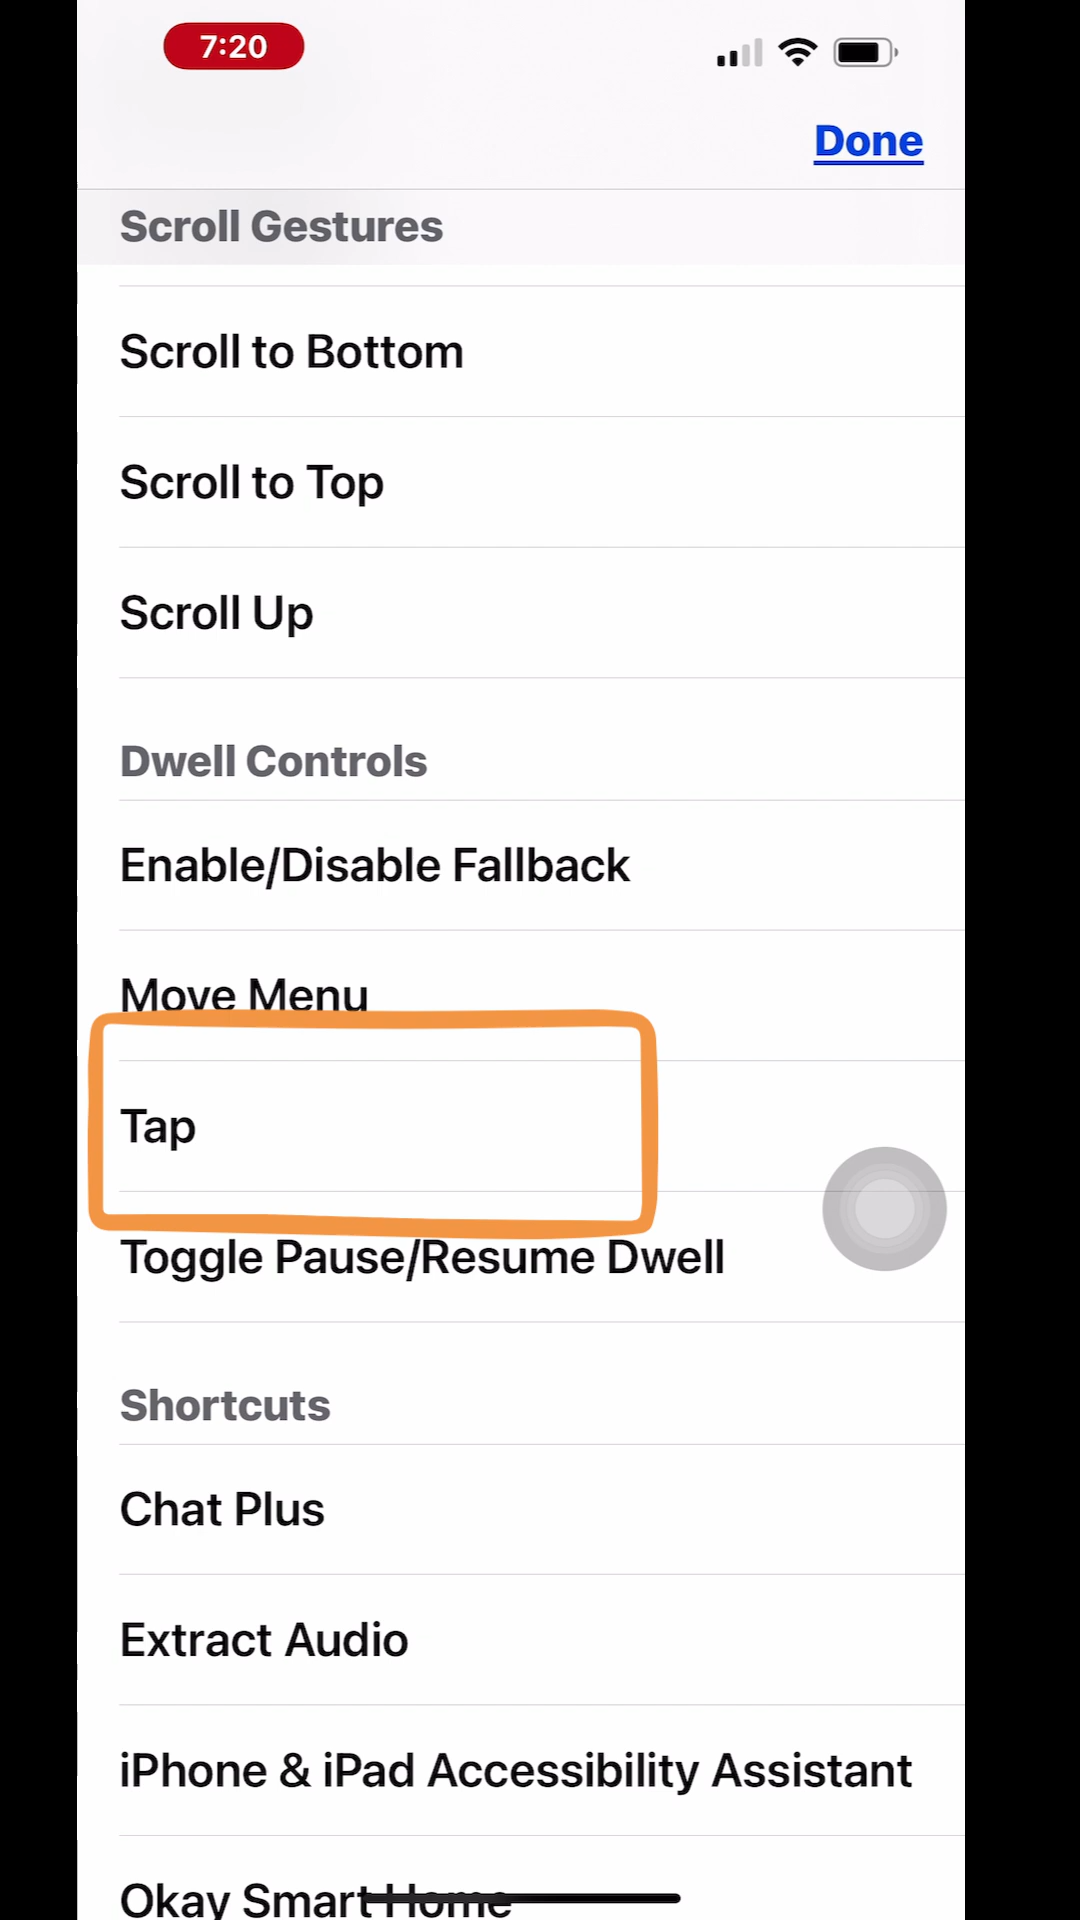 7:20
Done
Scroll Gestures
Scroll to Bottom
Scroll to Top
Scroll Up
Dwell Controls
Enable/Disable Fallback
Move Menu
Tap
Toggle Pause/Resume Dwell
Shortcuts
Chat Plus
Extract Audio
iPhone & iPad Accessibility Assistant
Okay Smart Home